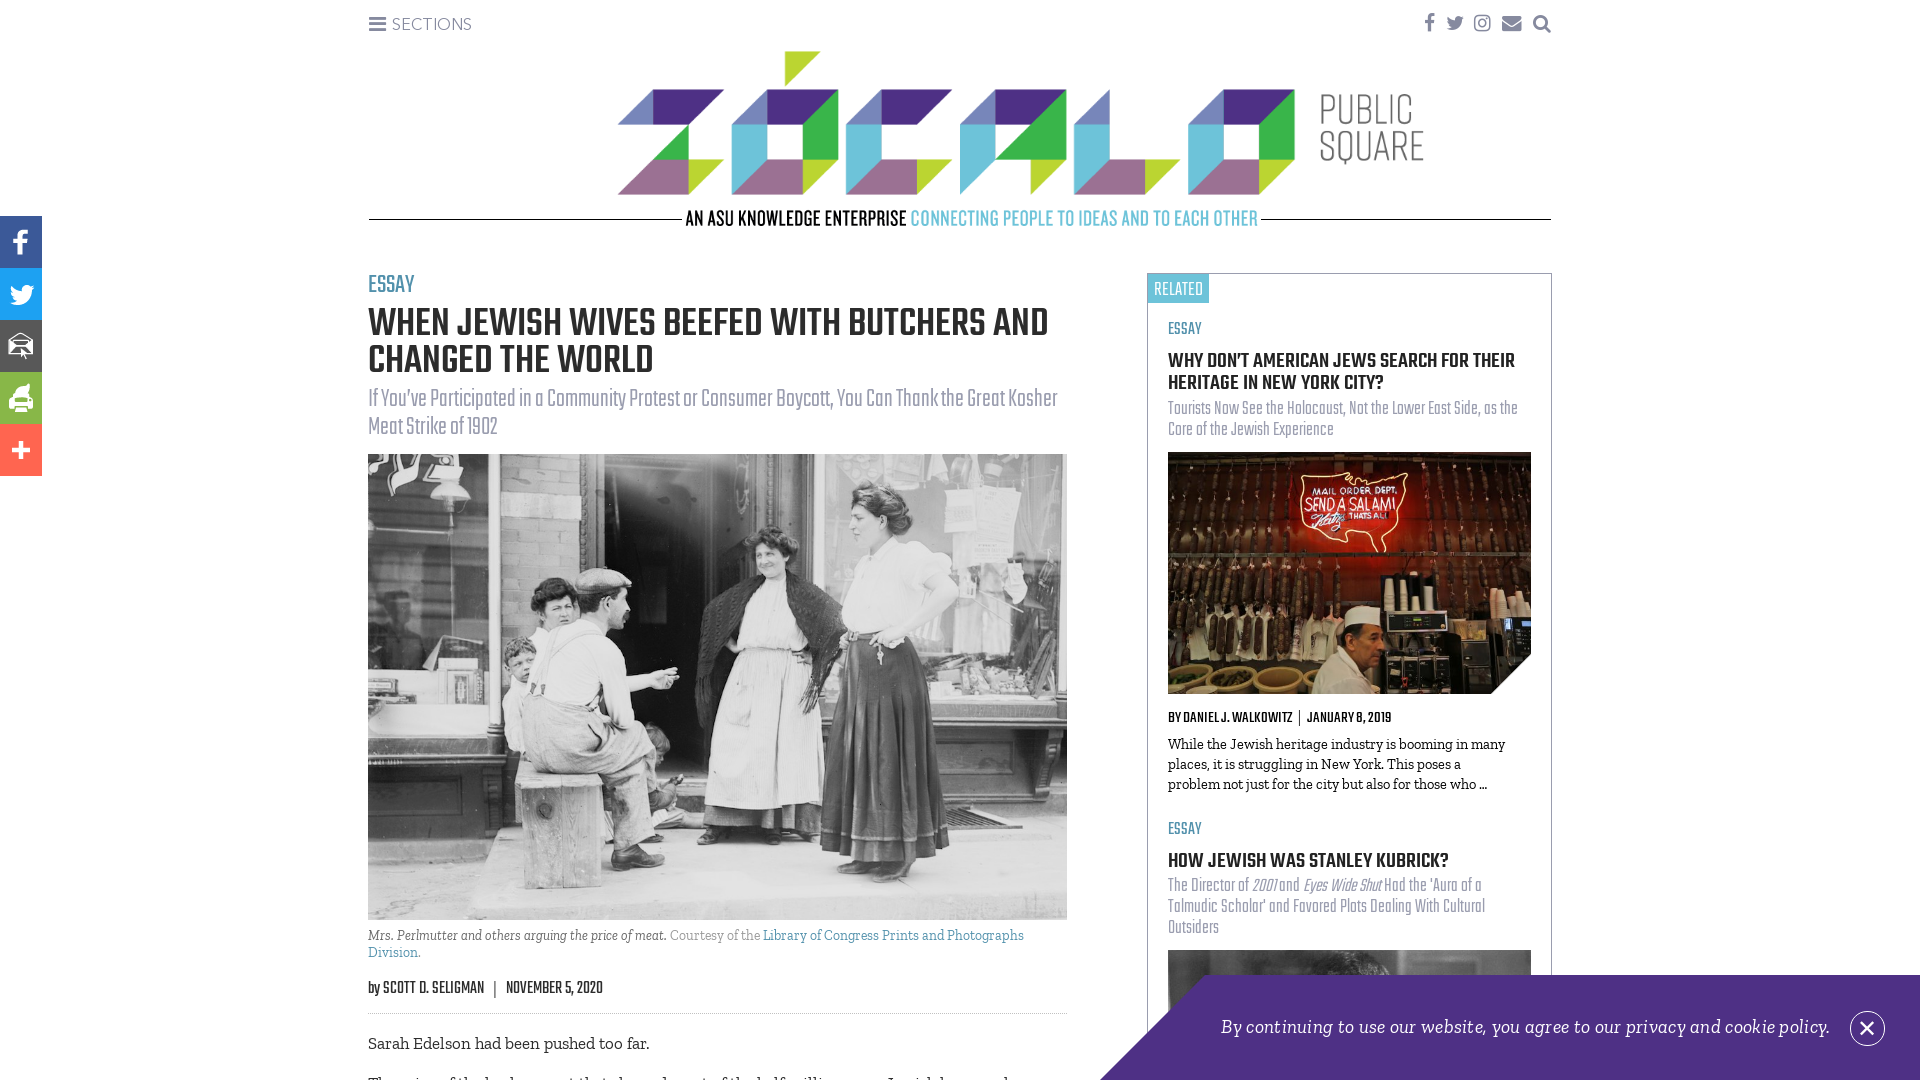 SECTIONS
ZÓCALO
PUBLIC
SQUARE
AN ASU KNOWLEDGE ENTERPRISE CONNECTING PEOPLE TO IDEAS AND TO EACH OTHER
ESSAY
WHEN JEWISH WIVES BEEFED WITH BUTCHERS AND
CHANGED THE WORLD
If You’ve Participated in a Community Protest or Consumer Boycott, You Can Thank the Great Kosher
Meat Strike of 1902
Mrs. Perlmutter and others arguing the price of meat. Courtesy of the Library of Congress Prints and Photographs
Division.
by SCOTT D. SELIGMAN | NOVEMBER 5, 2020
Sarah Edelson had been pushed too far.
RELATED
ESSAY
WHY DON’T AMERICAN JEWS SEARCH FOR THEIR
HERITAGE IN NEW YORK CITY?
Tourists Now See the Holocaust, Not the Lower East Side, as the
Core of the Jewish Experience
MAIL ORDER DEPT.
SEND A SALAMI
Katz's THATS ALL
BY DANIEL J. WALKOWITZ | JANUARY 8, 2019
While the Jewish heritage industry is booming in many
places, it is struggling in New York. This poses a
problem not just for the city but also for those who ...
ESSAY
HOW JEWISH WAS STANLEY KUBRICK?
The Director of 2001 and Eyes Wide Shut Had the 'Aura of a
Talmudic Scholar' and Favored Plots Dealing With Cultural
Outsiders
By continuing to use our website, you agree to our privacy and cookie policy.